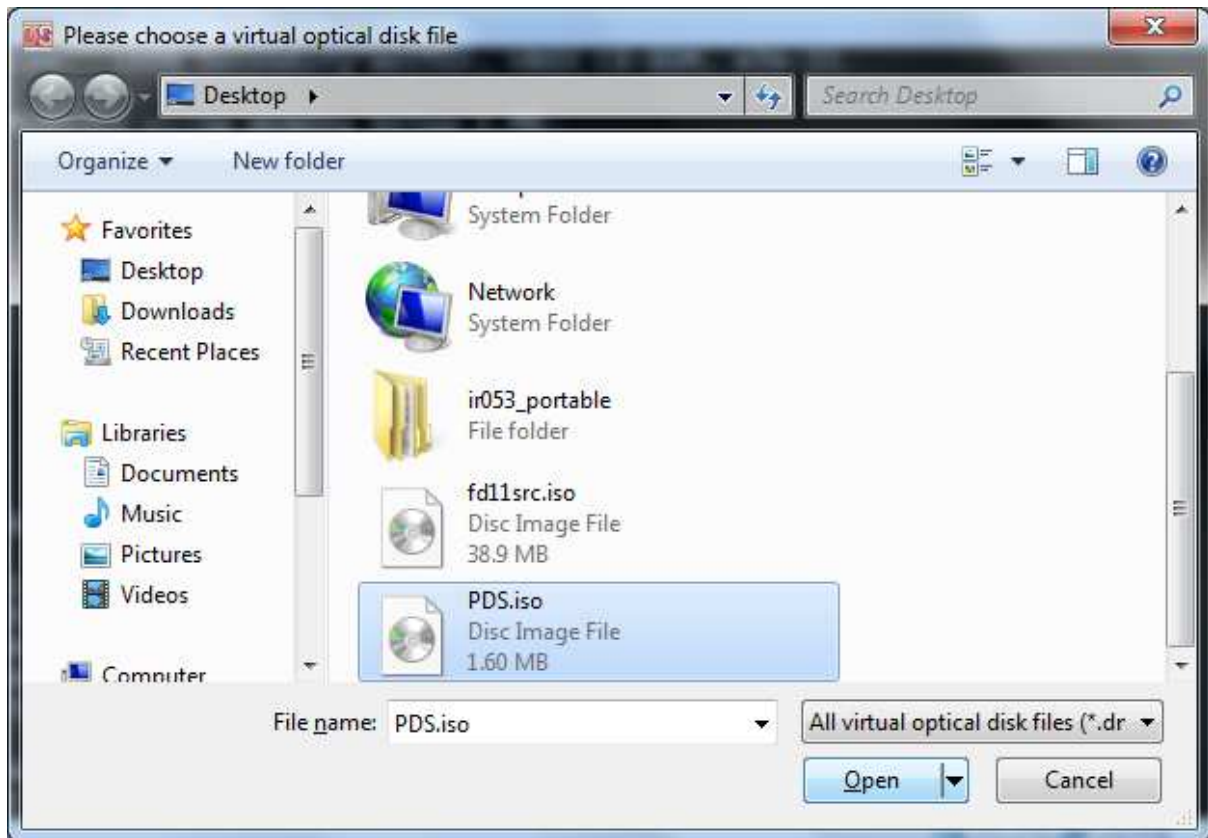 Please choose a virtual optical disk file
Desktop
Search Desktop
Organize
New folder
Favorites
Desktop
Downloads
Recent Places
Libraries
Documents
Music
Pictures
Videos
Computer
System Folder
Network
System Folder
ir053_portable
File folder
fd11src.iso
Disc Image File
38.9 MB
PDS.iso
Disc Image File
1.60 MB
File name: PDS.iso
All virtual optical disk files (*.dr
Open
Cancel